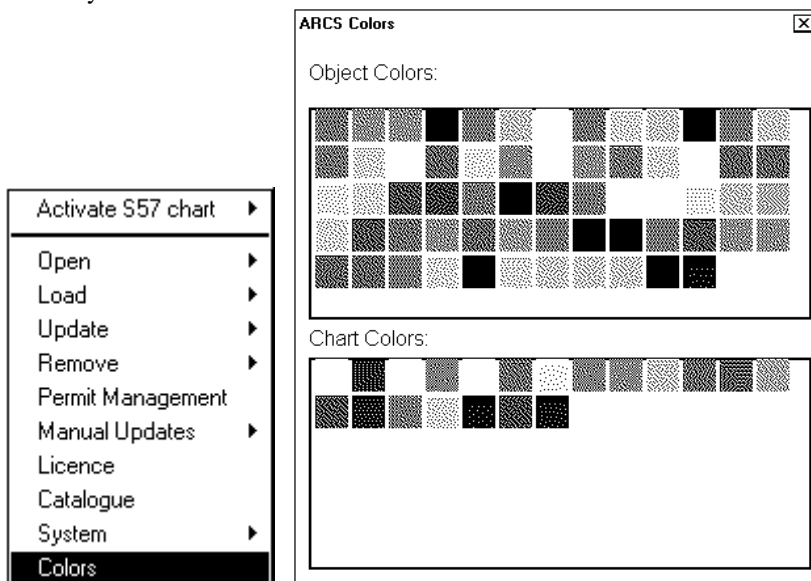 ARCS Colors
Object Colors:
Chart Colors:
Activate S57 chart
Open
Load
Update
Remove
Permit Management
Manual Updates
Licence
Catalogue
System
Colors